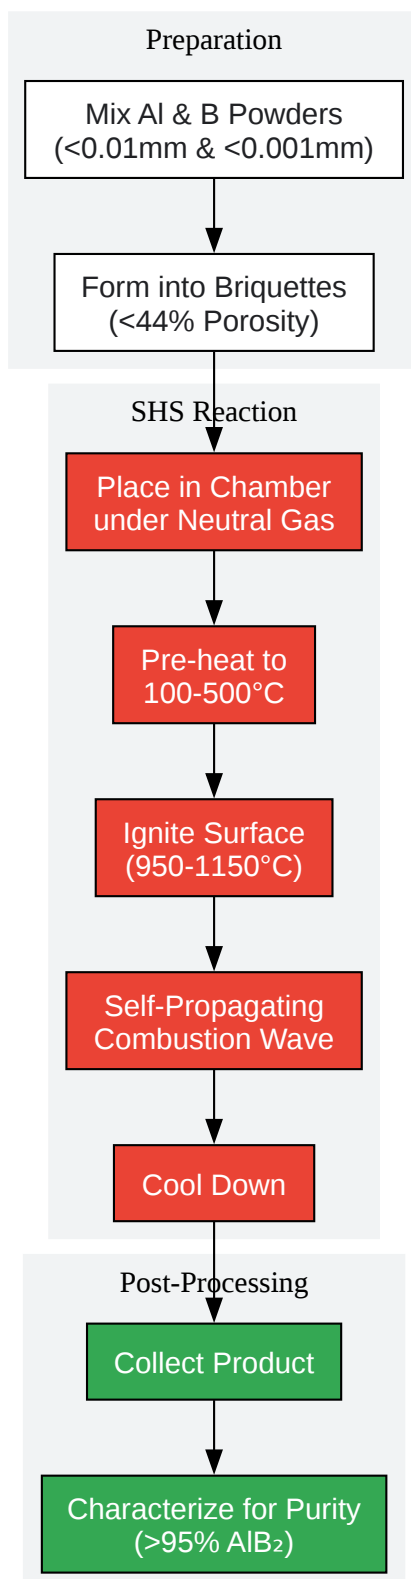 Preparation
Mix Al & B Powders
(<0.01mm & <0.001mm)
Form into Briquettes
(<44% Porosity)
SHS Reaction
Place in Chamber
under Neutral Gas
Pre-heat to
100-500°C
Ignite Surface
(950-1150°C)
Self-Propagating
Combustion Wave
Cool Down
Post-Processing
Collect Product
Characterize for Purity
(>95% AlB₂)